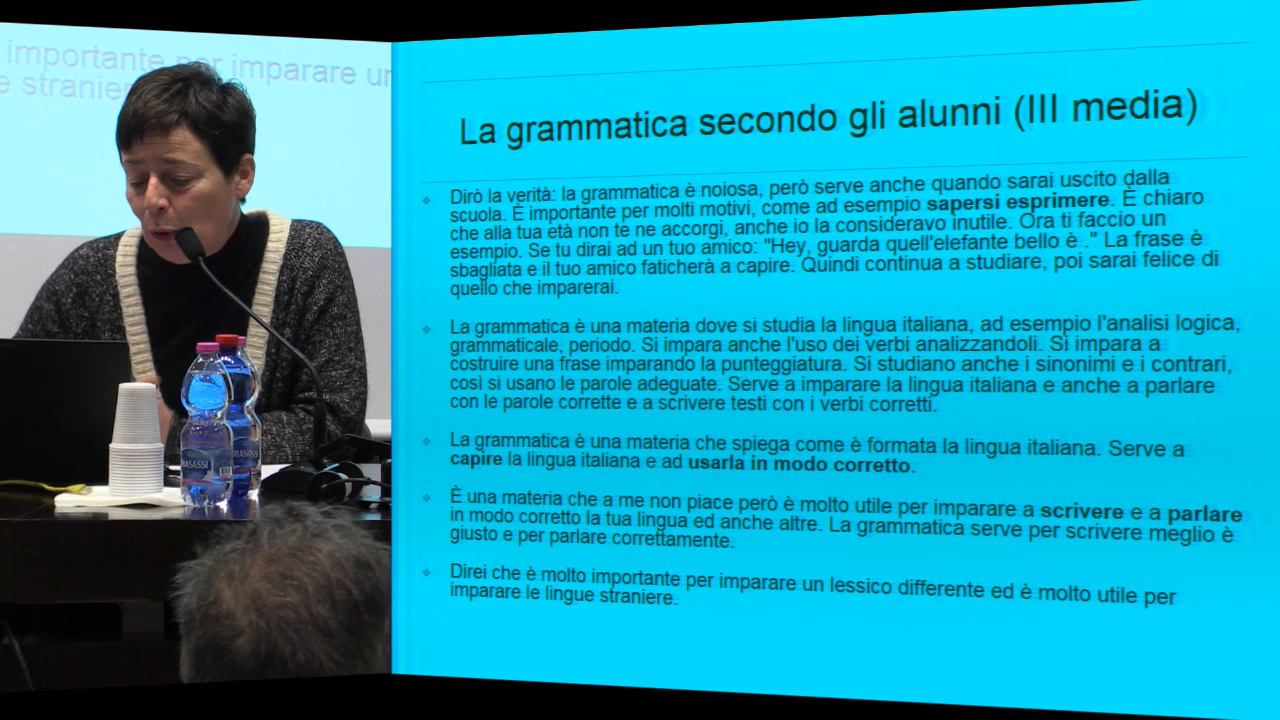 importante per imparare un
e stranie
La grammatica secondo gli alunni (III media)
Dirò la verità: la grammatica è noiosa, però serve anche quando sarai uscito dalla
scuola. È importante per molti motivi, come ad esempio sapersi esprimere. È chiaro
che alla tua età non te ne accorgi, anche io la consideravo inutile. Ora ti faccio un
esempio. Se tu dirai ad un tuo amico: "Hey, guarda quell'elefante bello è ." La frase è
sbagliata e il tuo amico faticherà a capire. Quindi continua a studiare, poi sarai felice di
quello che imparerai.
La grammatica è una materia dove si studia la lingua italiana, ad esempio l'analisi logica,
grammaticale, periodo. Si impara anche l'uso dei verbi analizzandoli. Si impara a
costruire una frase imparando la punteggiatura. Si studiano anche i sinonimi e i contrari,
così si usano le parole adeguate. Serve a imparare la lingua italiana e anche a parlare
con le parole corrette e a scrivere testi con i verbi corretti.
La grammatica è una materia che spiega come è formata la lingua italiana. Serve a
capire la lingua italiana e ad usarla in modo corretto.
È una materia che a me non piace però è molto utile per imparare a scrivere e a parlare
in modo corretto la tua lingua ed anche altre. La grammatica serve per scrivere meglio è
giusto e per parlare correttamente.
Direi che è molto importante per imparare un lessico differente ed è molto utile per
imparare le lingue straniere.
RASASSI